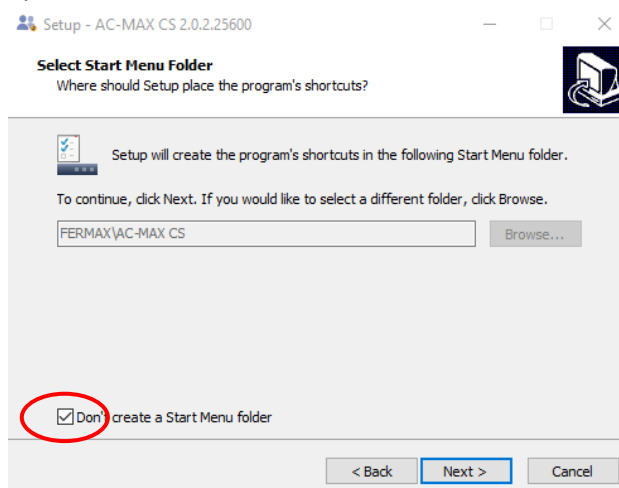 Setup - AC-MAX CS 2.0.2.25600
Select Start Menu Folder
Where should Setup place the program's shortcuts?
Setup will create the program's shortcuts in the following Start Menu folder.
To continue, click Next. If you would like to select a different folder, click Browse.
FERMAX\AC-MAX CS
Browse...
Don't create a Start Menu folder
< Back
Next >
Cancel